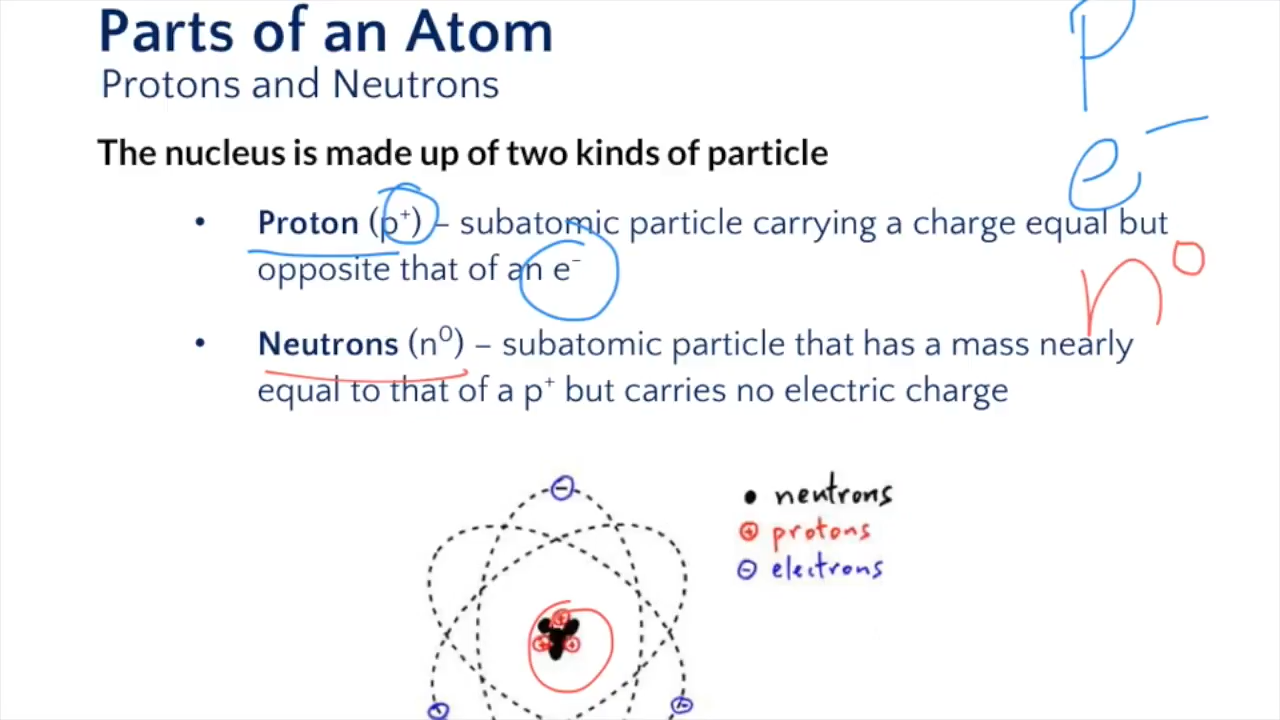 Parts of an Atom
Protons and Neutrons
The nucleus is made up of two kinds of particle
• Proton (p⁺) – subatomic particle carrying a charge equal but
opposite that of an e⁻
• Neutrons (n⁰) – subatomic particle that has a mass nearly
equal to that of a p⁺ but carries no electric charge
p
e⁻
n⁰
neutrons
+ protons
- electrons